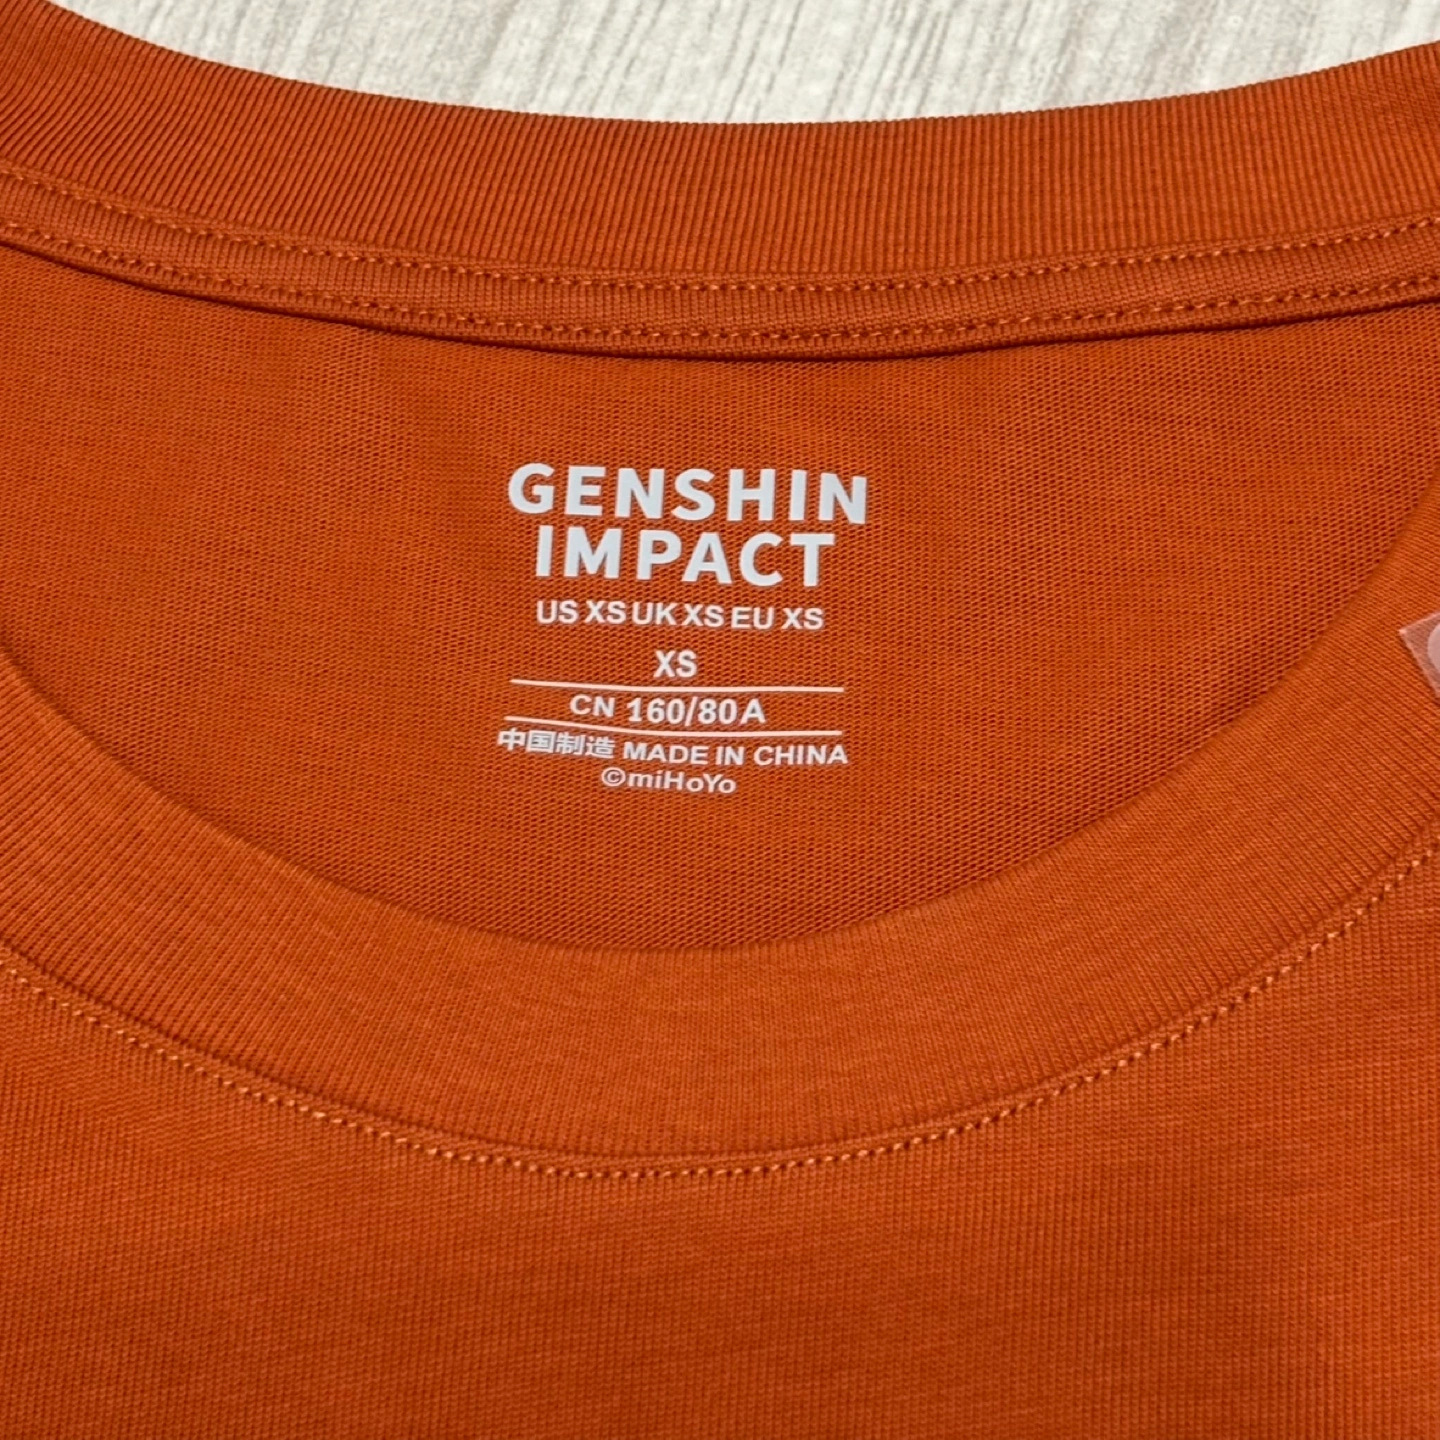 GENSHIN
IMPACT
US XS UK XS EU XS
XS
CN 160/80A
中国制造 MADE IN CHINA
©miHoYo